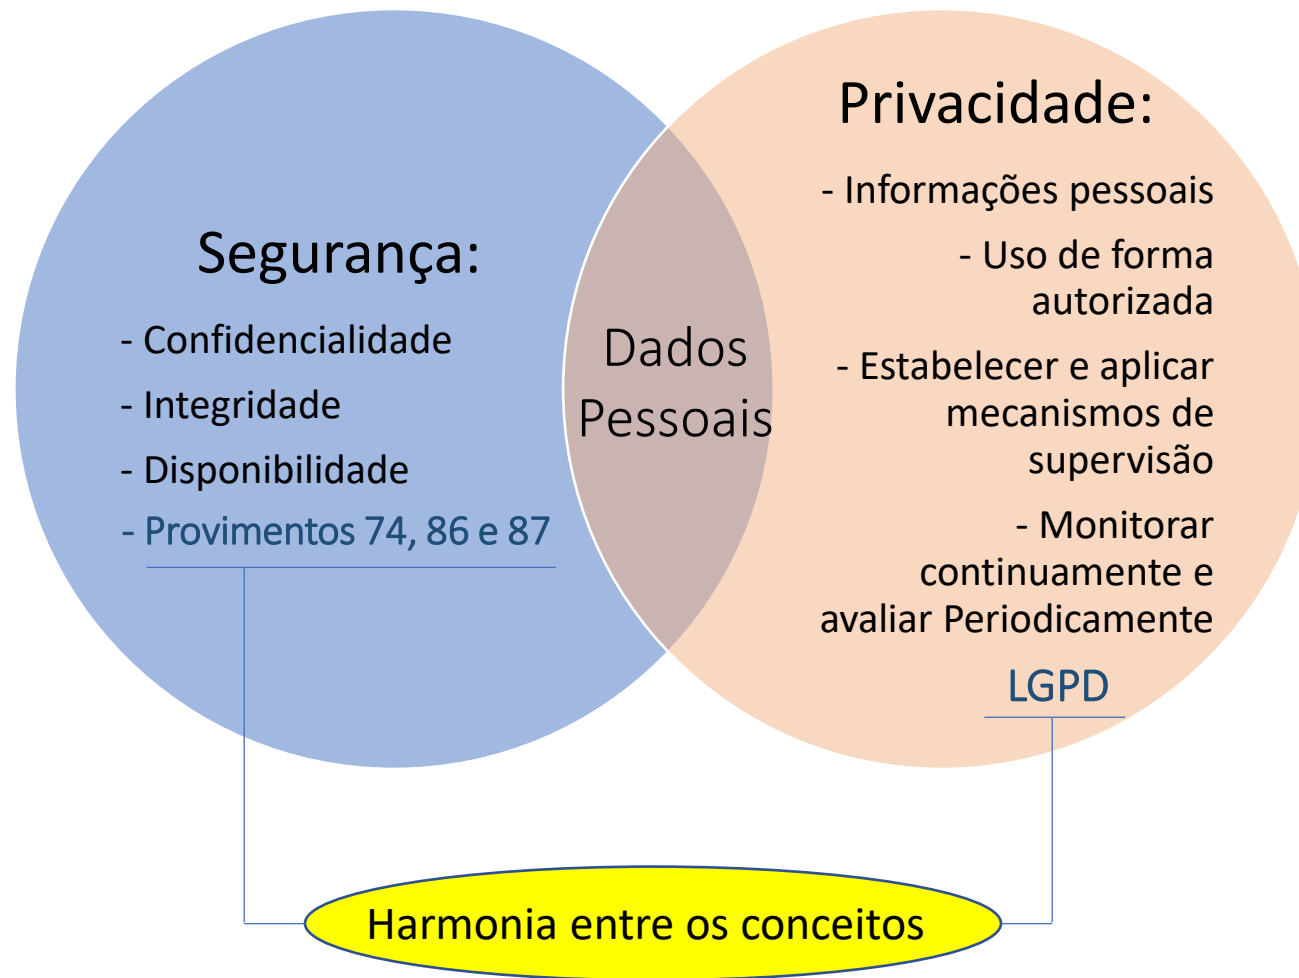 Segurança:
- Confidencialidade
- Integridade
- Disponibilidade
- Provimentos 74, 86 e 87
Dados
Pessoais
Privacidade:
- Informações pessoais
- Uso de forma
autorizada
- Estabelecer e aplicar
mecanismos de
supervisão
- Monitorar
continuamente e
avaliar Periodicamente
LGPD
Harmonia entre os conceitos